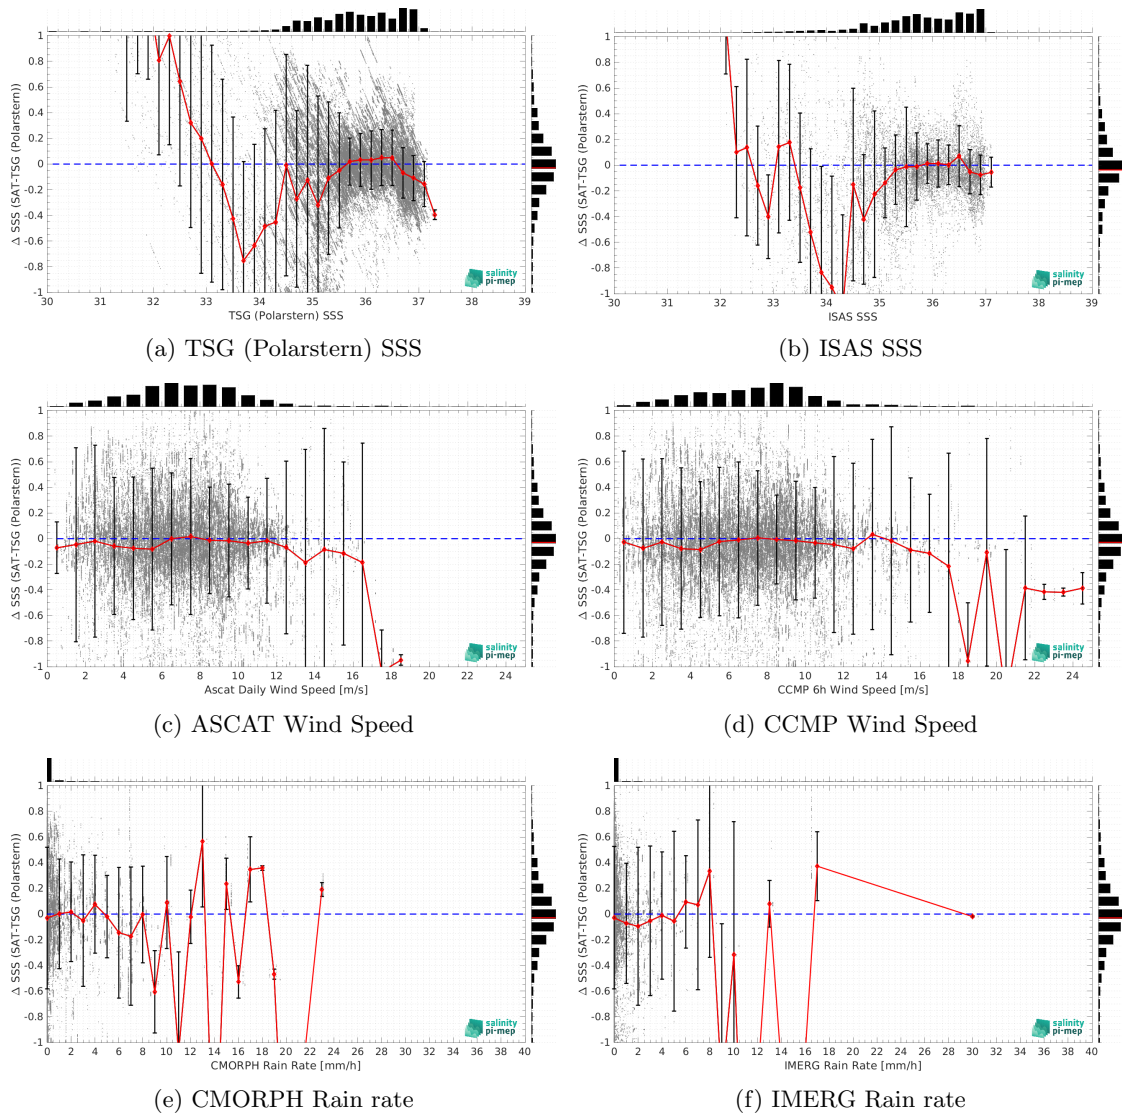 1
0.8
0.6
0.4
0.2
0
-0.2
-0.4
-0.6
-0.8
-1
Δ SSS (SAT-TSG (Polarstern))
30 31 32 33 34 35 36 37 38 39
TSG (Polarstern) SSS
salinity
pi-mep
(a) TSG (Polarstern) SSS
1
0.8
0.6
0.4
0.2
0
-0.2
-0.4
-0.6
-0.8
-1
Δ SSS (SAT-TSG (Polarstern))
30 31 32 33 34 35 36 37 38 39
ISAS SSS
salinity
pi-mep
(b) ISAS SSS
1
0.8
0.6
0.4
0.2
0
-0.2
-0.4
-0.6
-0.8
-1
Δ SSS (SAT-TSG (Polarstern))
0 2 4 6 8 10 12 14 16 18 20 22 24
Ascat Daily Wind Speed [m/s]
salinity
pi-mep
(c) ASCAT Wind Speed
1
0.8
0.6
0.4
0.2
0
-0.2
-0.4
-0.6
-0.8
-1
Δ SSS (SAT-TSG (Polarstern))
0 2 4 6 8 10 12 14 16 18 20 22 24
CCMP 6h Wind Speed [m/s]
salinity
pi-mep
(d) CCMP Wind Speed
1
0.8
0.6
0.4
0.2
0
-0.2
-0.4
-0.6
-0.8
-1
Δ SSS (SAT-TSG (Polarstern))
0 2 4 6 8 10 12 14 16 18 20 22 24 26 28 30 32 34 36 38 40
CMORPH Rain Rate [mm/h]
salinity
pi-mep
(e) CMORPH Rain rate
1
0.8
0.6
0.4
0.2
0
-0.2
-0.4
-0.6
-0.8
-1
Δ SSS (SAT-TSG (Polarstern))
0 2 4 6 8 10 12 14 16 18 20 22 24 26 28 30 32 34 36 38 40
IMERG Rain Rate [mm/h]
salinity
pi-mep
(f) IMERG Rain rate